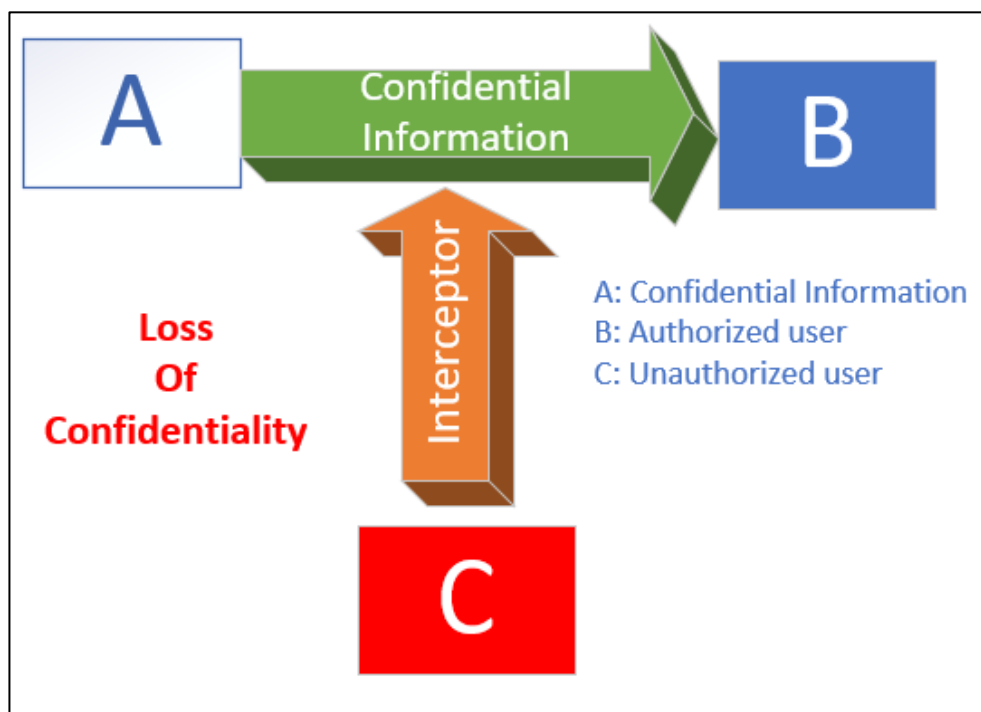 A
Confidential
Information
B
Interceptor
A: Confidential Information
B: Authorized user
C: Unauthorized user
Loss
Of
Confidentiality
C